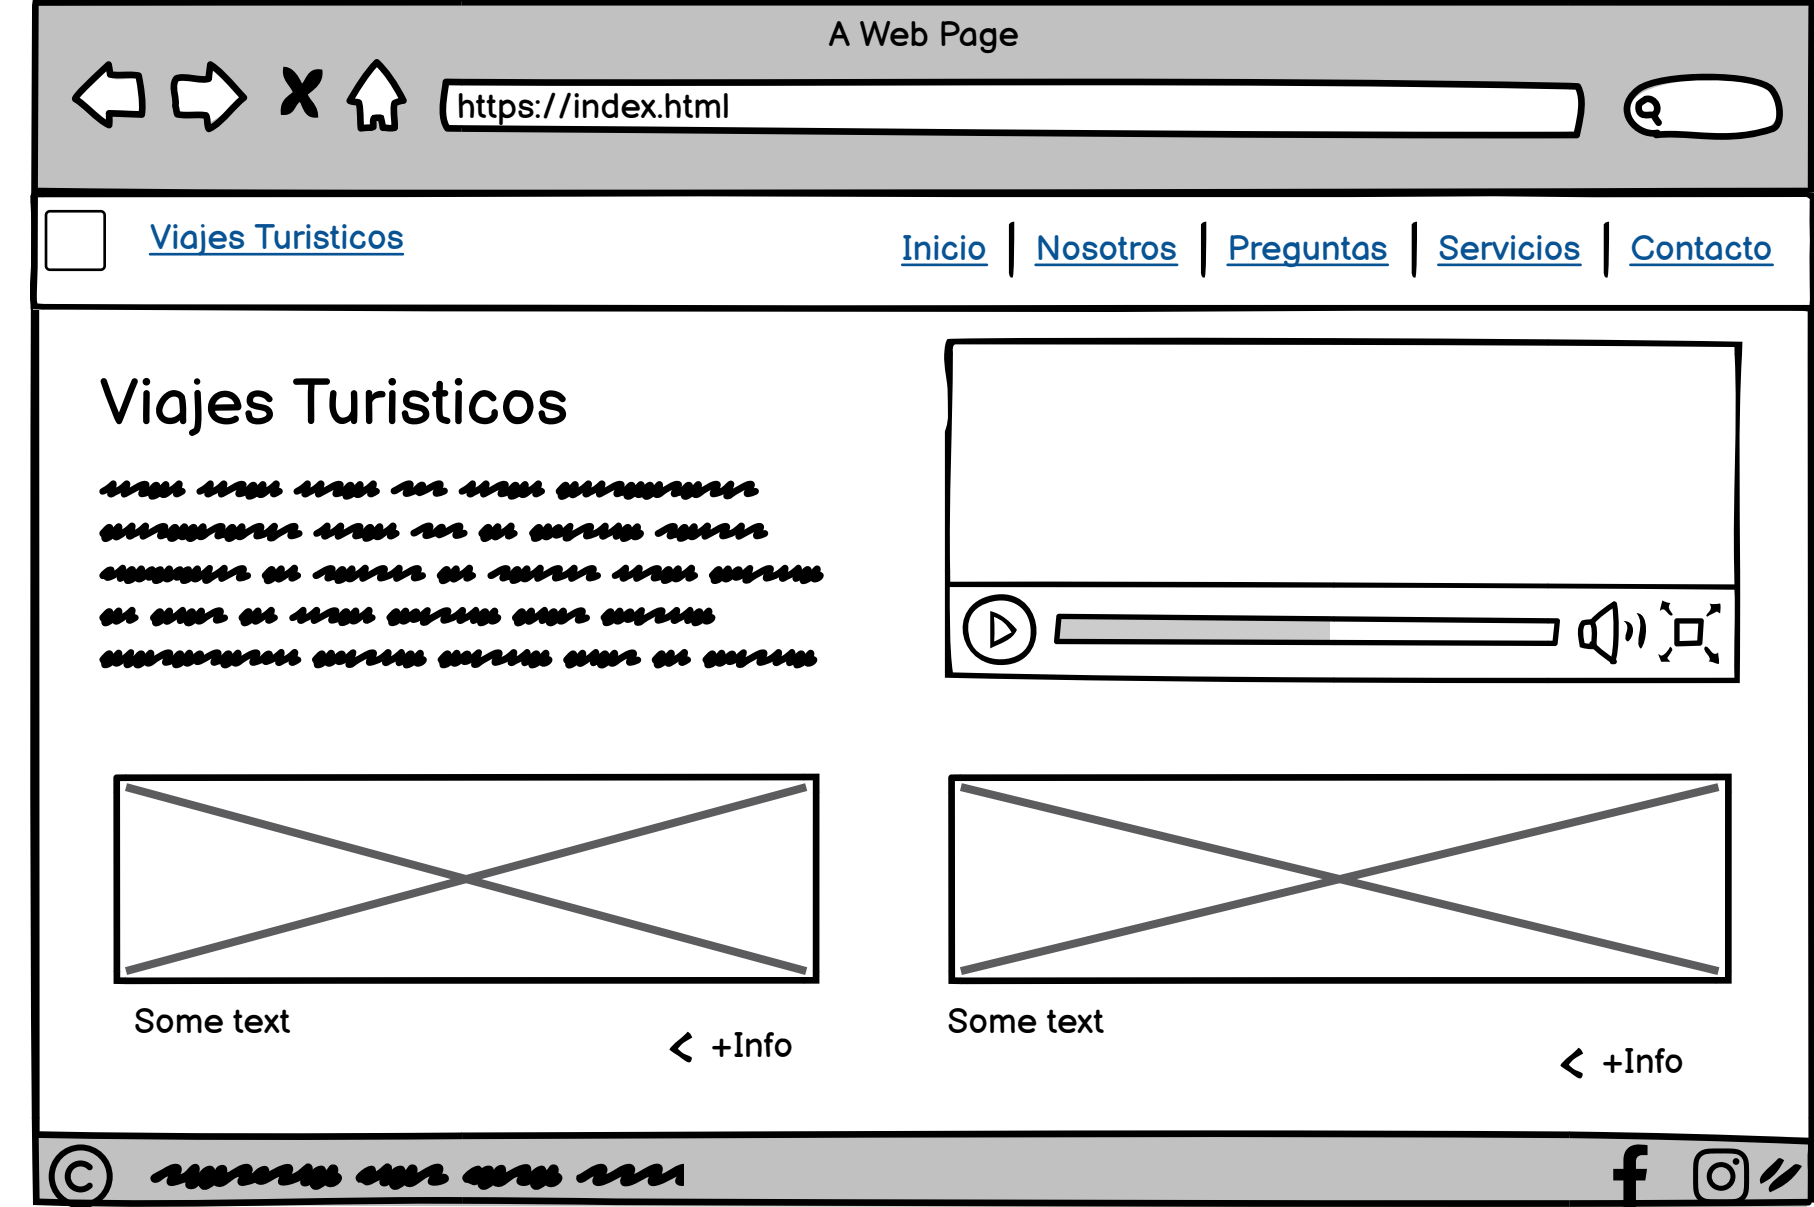 A Web Page
https://index.html
Viajes Turisticos
Inicio | Nosotros | Preguntas | Servicios | Contacto
Viajes Turisticos
Some text
< +Info
Some text
< +Info
©